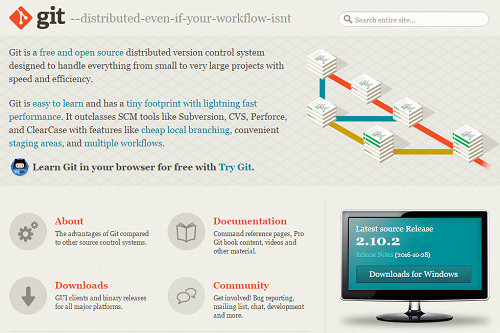 git --distributed-even-if-your-workflow-isnt
Search entire site...
Git is a free and open source distributed version control system
designed to handle everything from small to very large projects with
speed and efficiency.
Git is easy to learn and has a tiny footprint with lightning fast
performance. It outclasses SCM tools like Subversion, CVS, Perforce,
and ClearCase with features like cheap local branching, convenient
staging areas, and multiple workflows.
Learn Git in your browser for free with Try Git.
About
The advantages of Git compared
to other source control systems.
Documentation
Command reference pages, Pro
Git book content, videos and
other material.
Downloads
GUI clients and binary releases
for all major platforms.
Community
Get involved! Bug reporting,
mailing list, chat, development
and more.
Latest source Release
2.10.2
Release Notes (2016-10-28)
Downloads for Windows